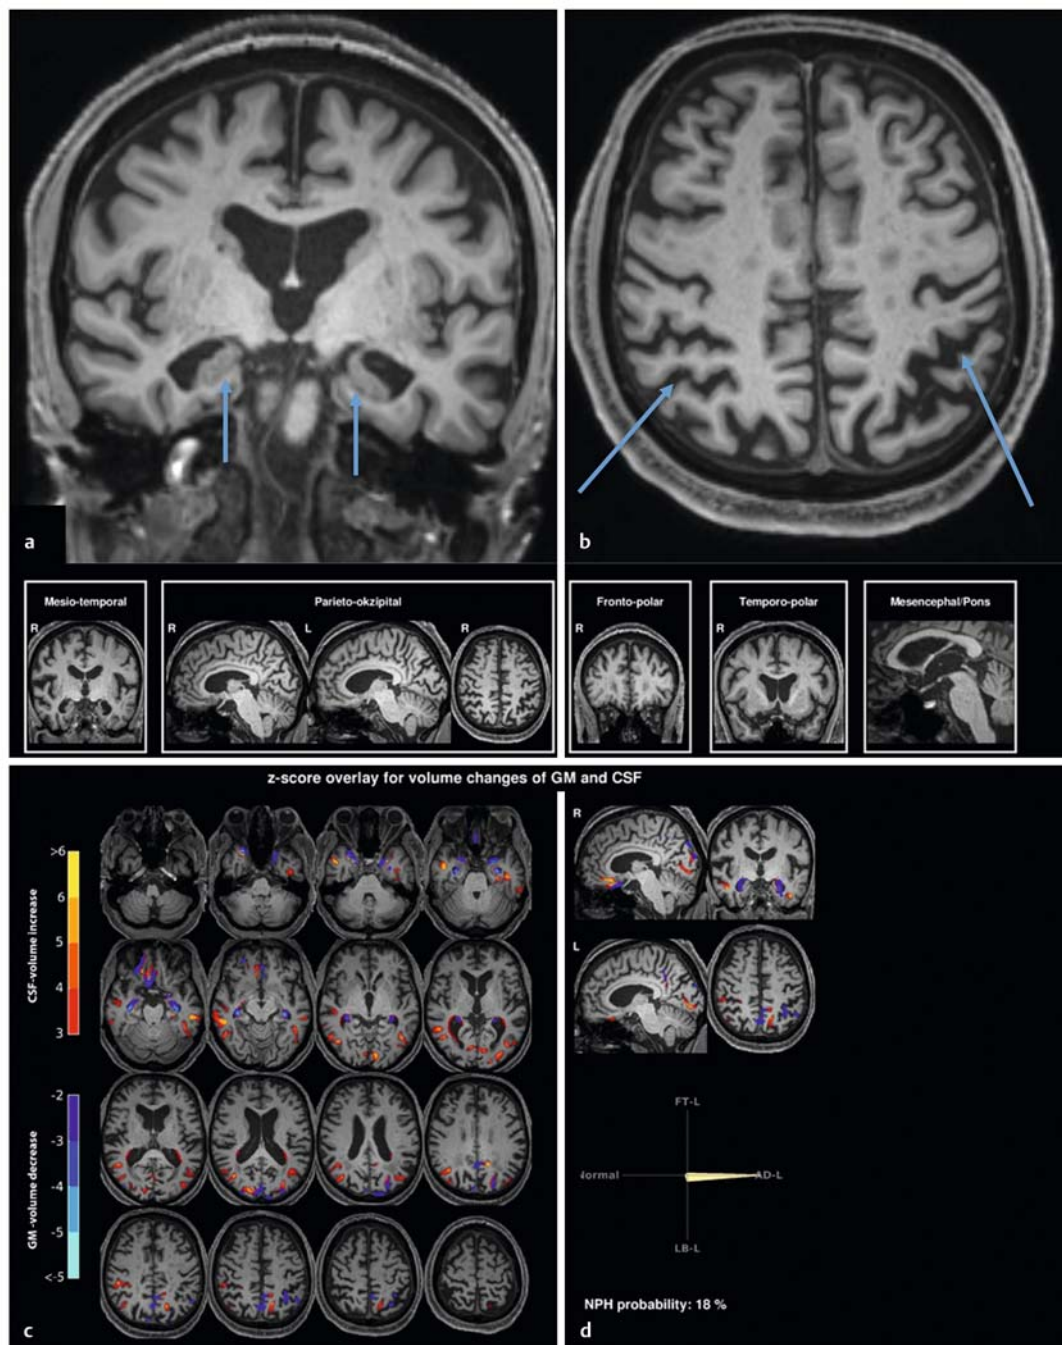 a
b
Mesio-temporal
R
Parieto-okzipital
R
L
R
Fronto-polar
R
Temporo-polar
R
Mesencephal/Pons
z-score overlay for volume changes of GM and CSF
CSF-volume increase
>6
6
5
4
3
GM -volume decrease
-2
-3
-4
-5
<-5
c
R
L
FT-L
Normal
AD-L
LB-L
NPH probability: 18 %
d